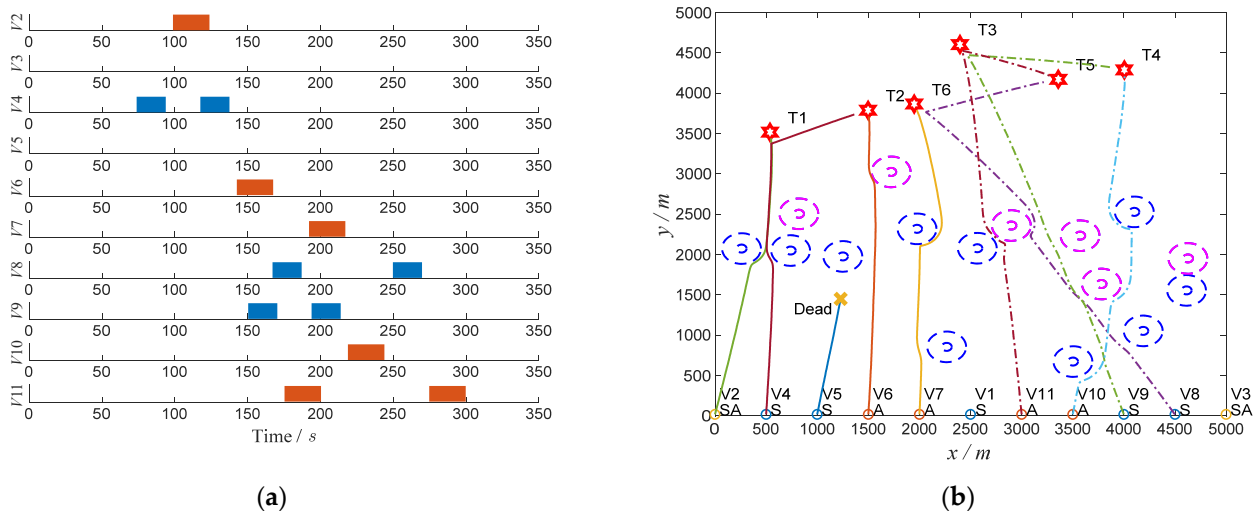 V2
0 50 100 150 200 250 300 350
V3
0 50 100 150 200 250 300 350
V4
0 50 100 150 200 250 300 350
V5
0 50 100 150 200 250 300 350
V6
0 50 100 150 200 250 300 350
V7
0 50 100 150 200 250 300 350
V8
0 50 100 150 200 250 300 350
V9
0 50 100 150 200 250 300 350
V10
0 50 100 150 200 250 300 350
V11
0 50 100 150 200 250 300 350
Time / s
(a)
5000
4500
4000
3500
3000
2500
2000
1500
1000
500
0
y / m
T3
T4
T5
T6
T2
T1
Dead
V2 V4 V5 V6 V7 V1 V11 V10 V9 V8 V3
SA S S A A S A A S S SA
0 500 1000 1500 2000 2500 3000 3500 4000 4500 5000
x / m
(b)